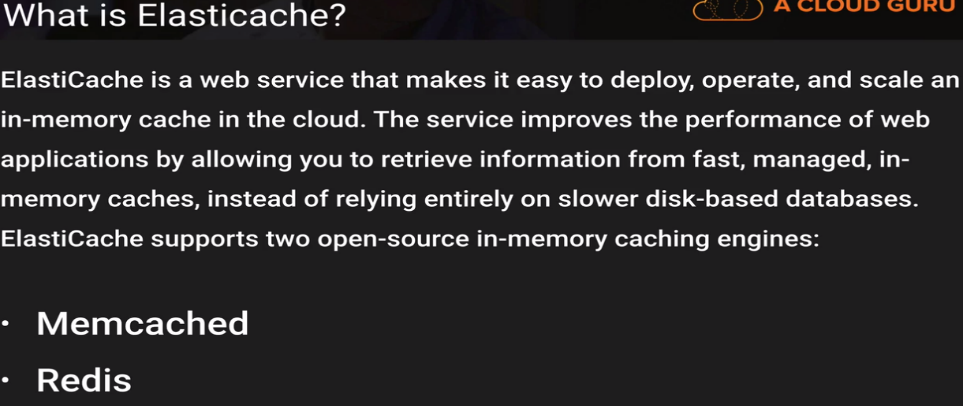 What is Elasticache?
A CLOUD GURU
ElastiCache is a web service that makes it easy to deploy, operate, and scale an
in-memory cache in the cloud. The service improves the performance of web
applications by allowing you to retrieve information from fast, managed, in-
memory caches, instead of relying entirely on slower disk-based databases.
ElastiCache supports two open-source in-memory caching engines:
· Memcached
· Redis